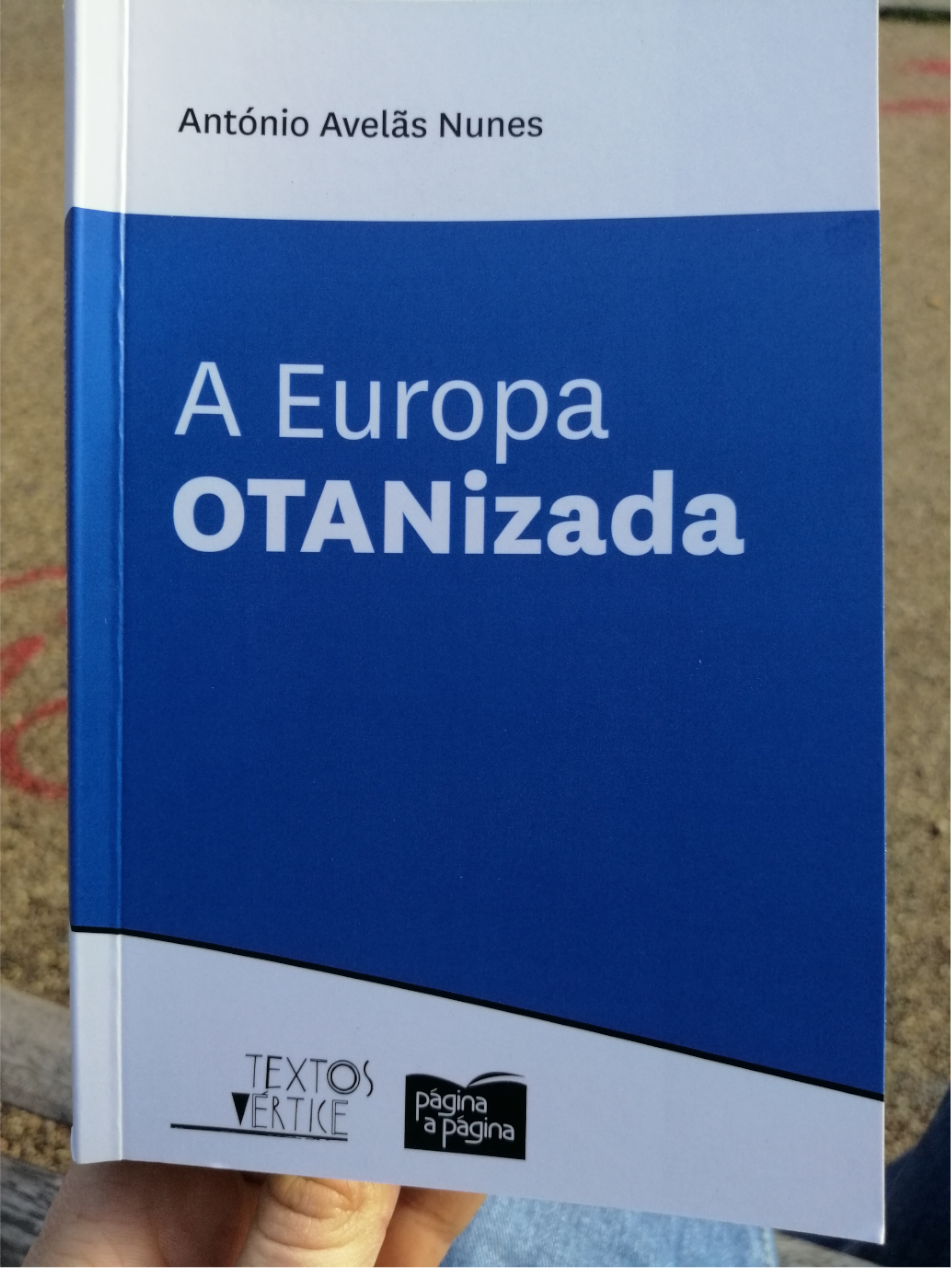 António Avelãs Nunes
A Europa
OTANizada
TEXTOS
VÉRTICE
página
a página